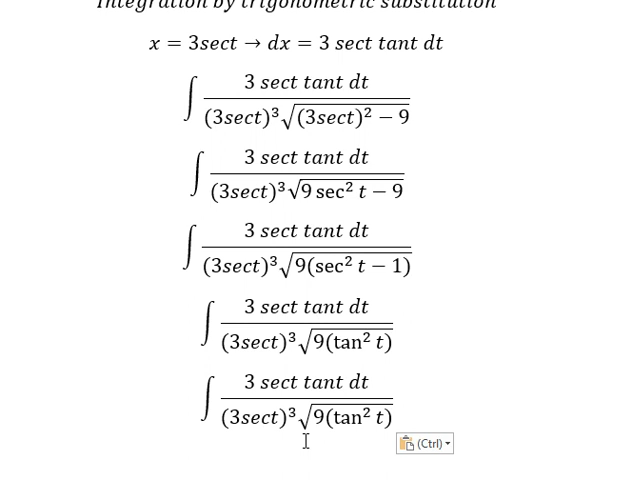 Integration by trigonometric substitution
x = 3sect → dx = 3 sect tant dt
∫ 3 sect tant dt
(3sect)³√(3sect)² − 9
∫ 3 sect tant dt
(3sect)³√9 sec² t − 9
∫ 3 sect tant dt
(3sect)³√9(sec² t − 1)
∫ 3 sect tant dt
(3sect)³√9(tan² t)
∫ 3 sect tant dt
(3sect)³√9(tan² t)
(Ctrl)